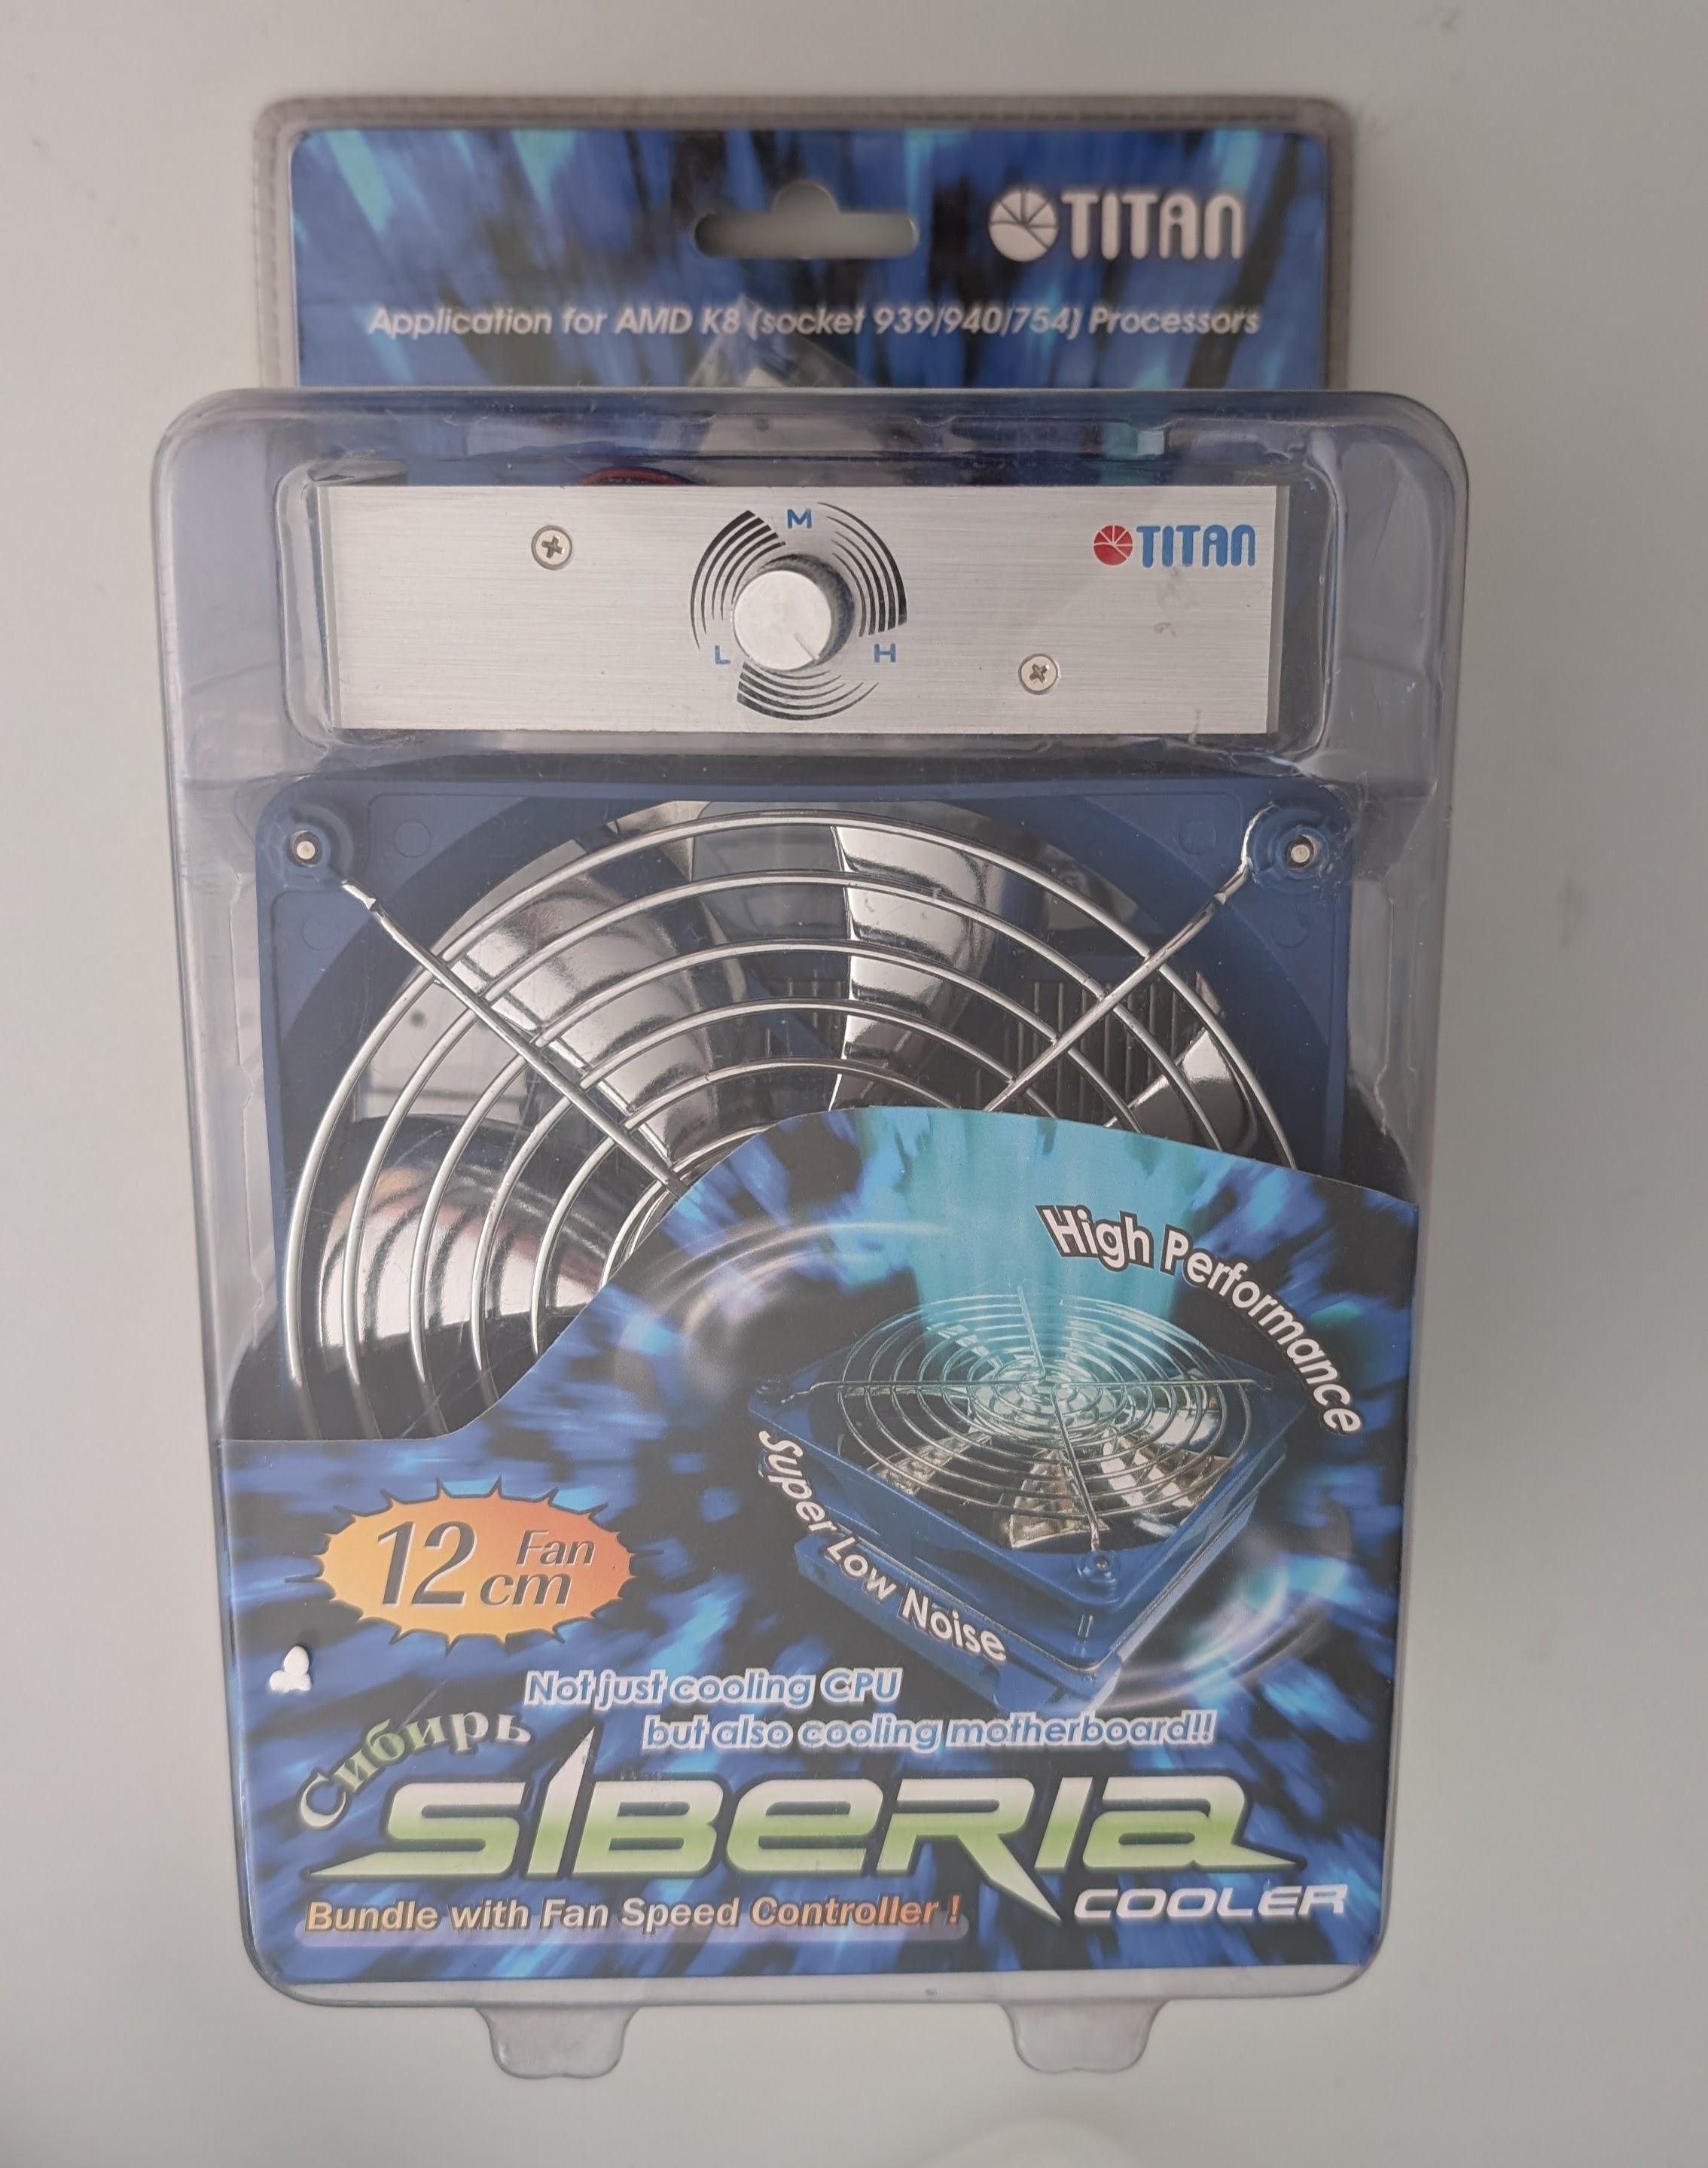 TITAN
Application for AMD K8 (socket 939/940/754) Processors
M
TITAN
L
H
High Performance
Super Low Noise
12 cm Fan
Not just cooling CPU
but also cooling motherboard!!
Сибирь
SIBERIA
COOLER
Bundle with Fan Speed Controller !